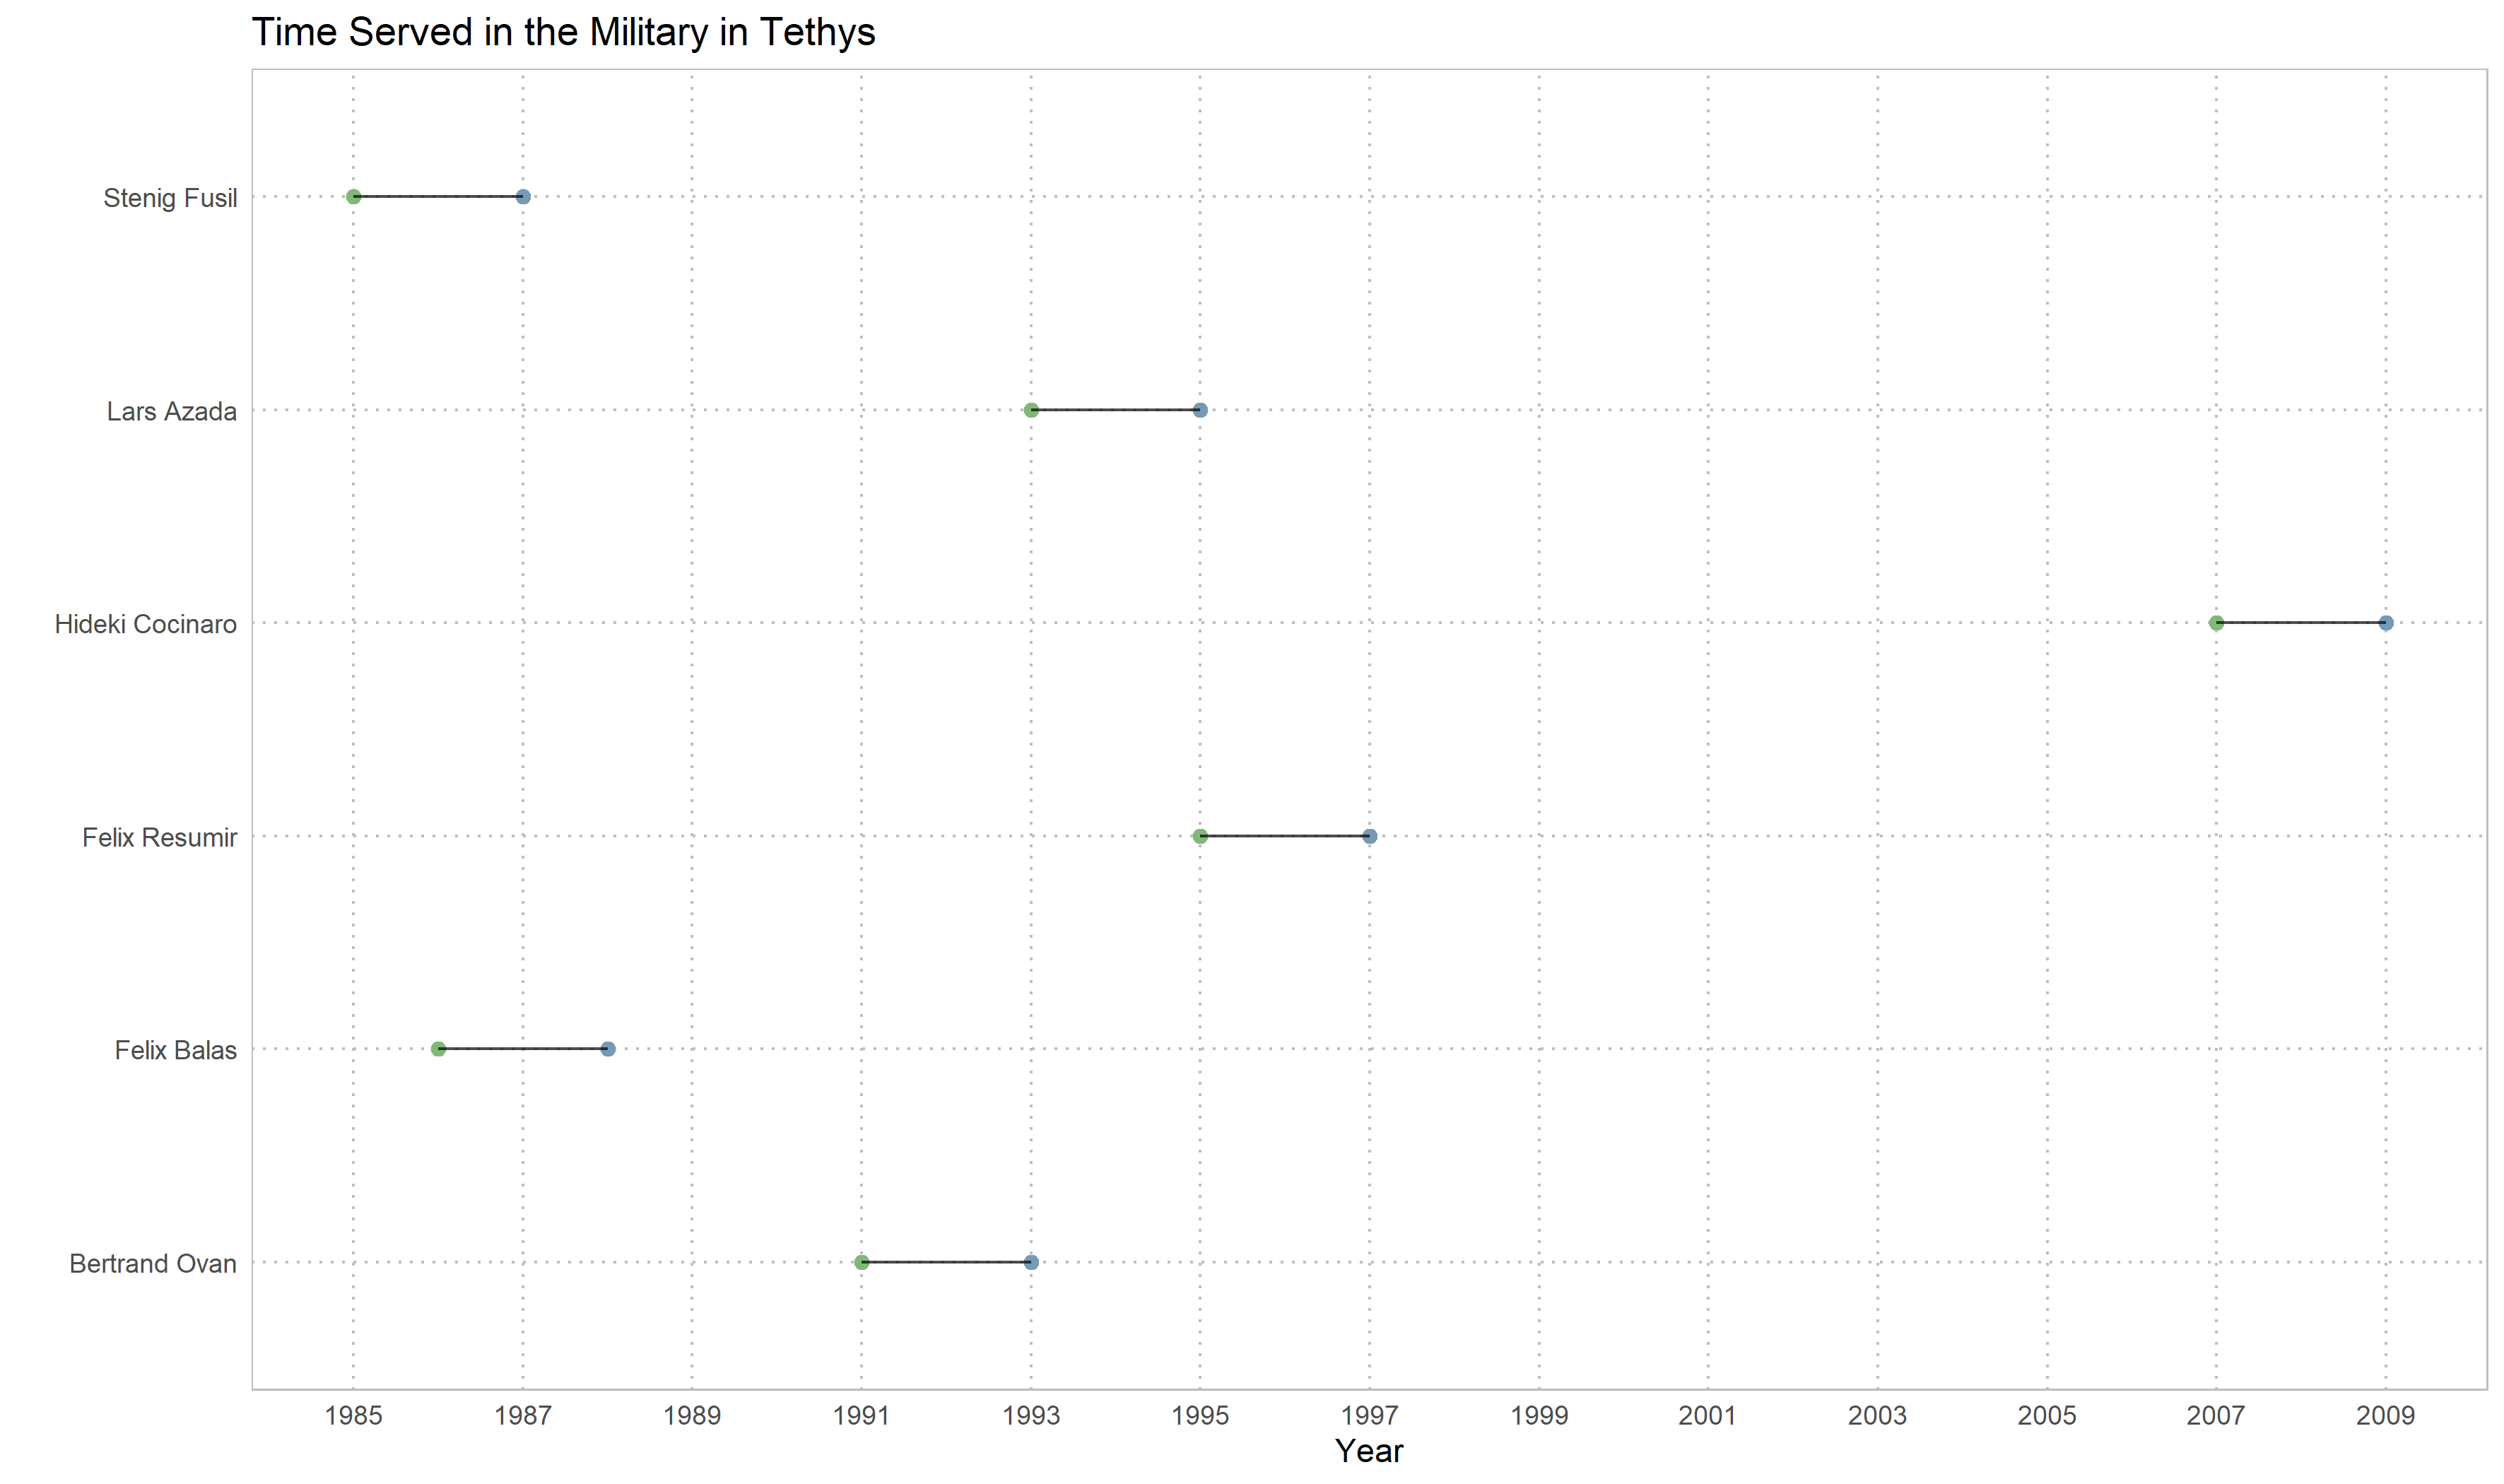 Time Served in the Military in Tethys
Stenig Fusil
Lars Azada
Hideki Cocinaro
Felix Resumir
Felix Balas
Bertrand Ovan
1985 1987 1989 1991 1993 1995 1997 1999 2001 2003 2005 2007 2009
Year